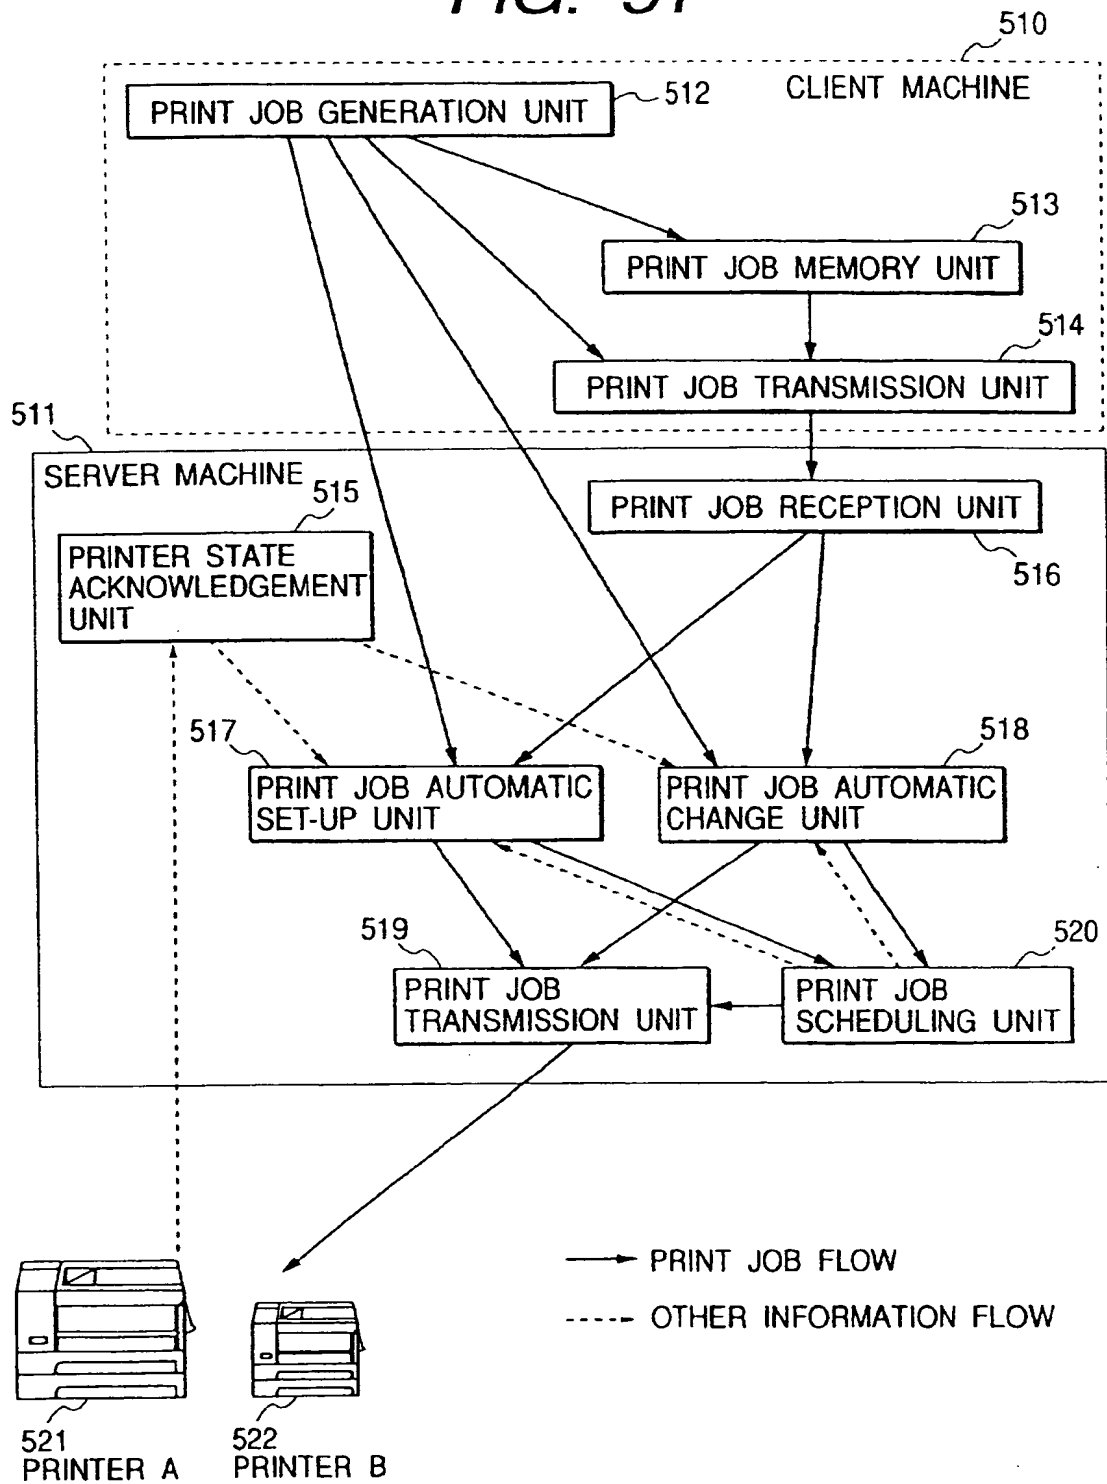 510
CLIENT MACHINE
PRINT JOB GENERATION UNIT
512
513
PRINT JOB MEMORY UNIT
514
PRINT JOB TRANSMISSION UNIT
511
SERVER MACHINE
515
PRINT JOB RECEPTION UNIT
516
PRINTER STATE
ACKNOWLEDGEMENT
UNIT
517
518
PRINT JOB AUTOMATIC
SET-UP UNIT
PRINT JOB AUTOMATIC
CHANGE UNIT
519
520
PRINT JOB
TRANSMISSION UNIT
PRINT JOB
SCHEDULING UNIT
PRINT JOB FLOW
OTHER INFORMATION FLOW
521
PRINTER A
522
PRINTER B